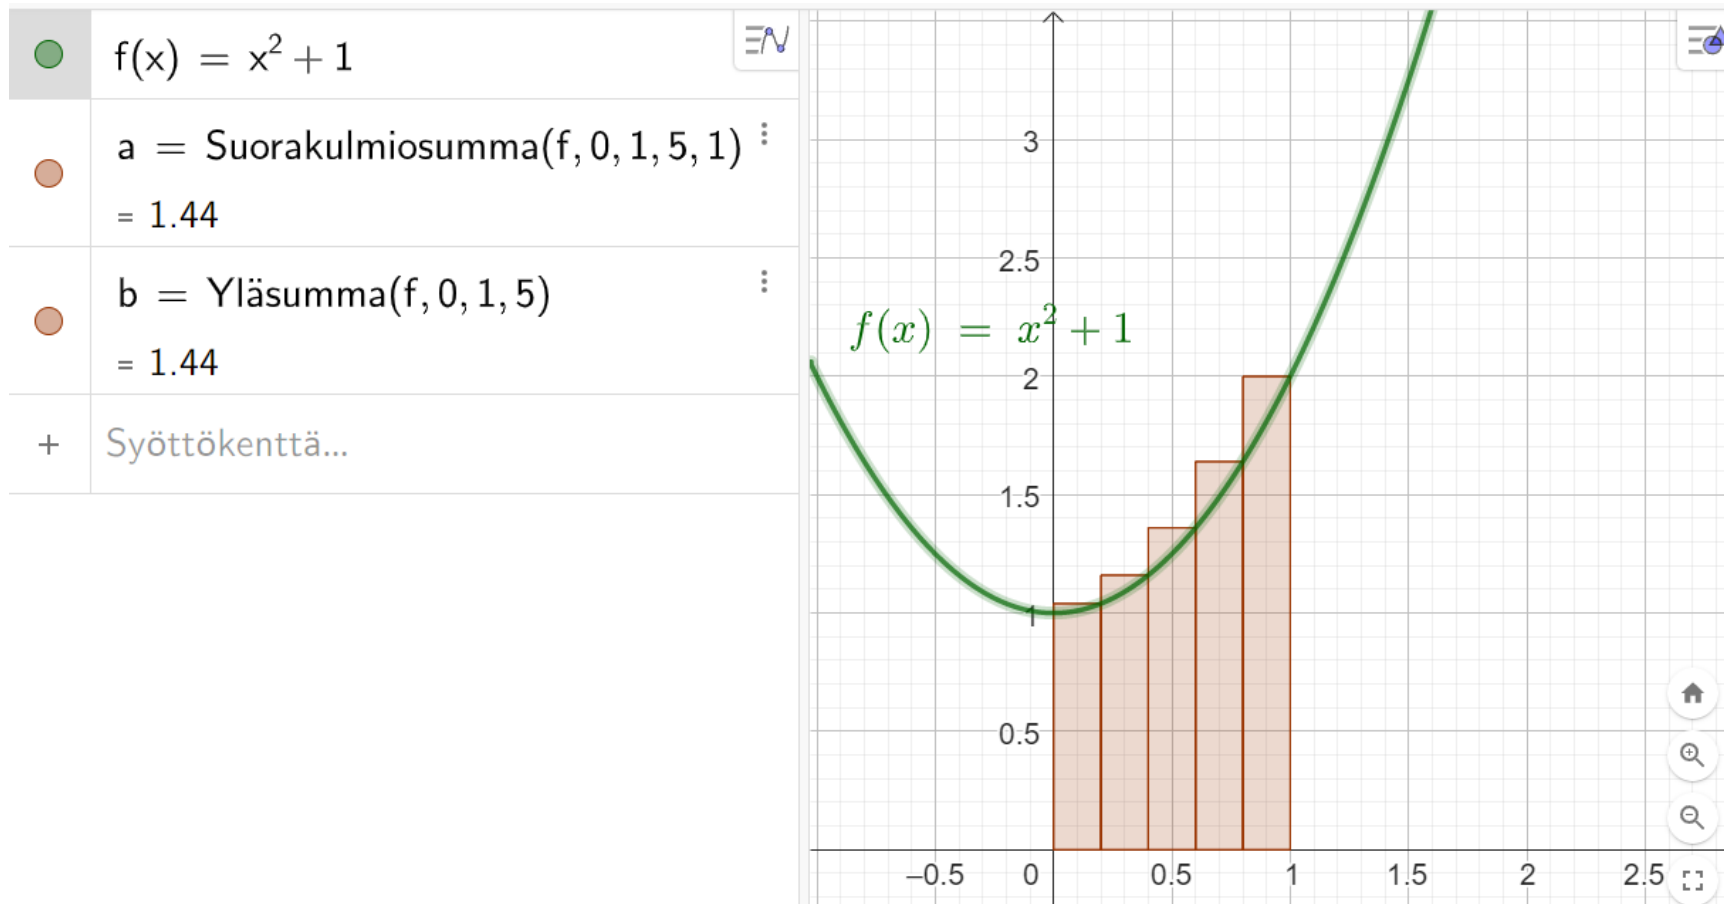 f(x) = x² + 1
a = Suorakulmiosumma(f, 0, 1, 5, 1)
= 1.44
b = Yläsumma(f, 0, 1, 5)
= 1.44
+ Syöttökenttä...
3
2.5
f(x) = x² + 1
2
1.5
1
0.5
–0.5 0 0.5 1 1.5 2 2.5